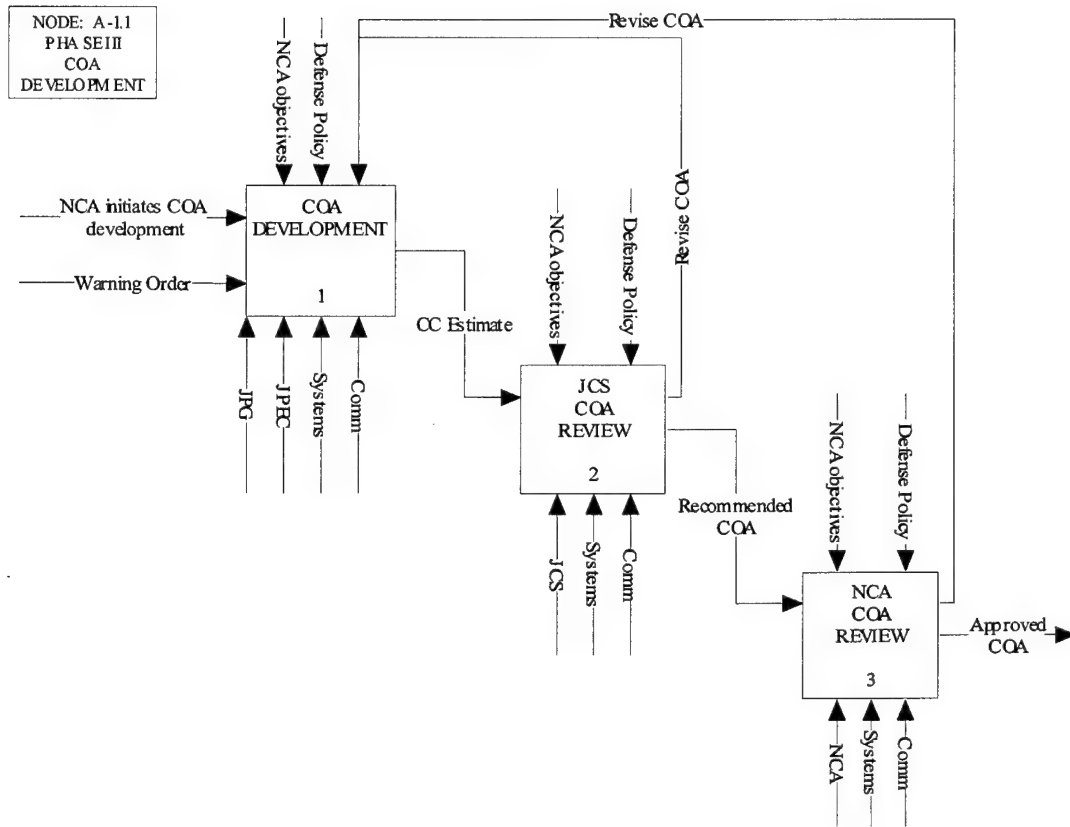 NODE: A-1.1
PHASE III
COA
DEVELOPMENT
Revise COA
NCA objectives
Defense Policy
Revise COA
NCA initiates COA
development
Warning Order
COA
DEVELOPMENT
1
JPG
JPEC
Systems
Comm
CC Estimate
NCA objectives
Defense Policy
JCS
COA
REVIEW
2
JCS
Systems
Comm
Recommended
COA
NCA objectives
Defense Policy
NCA
COA
REVIEW
3
Approved
COA
NCA
Systems
Comm